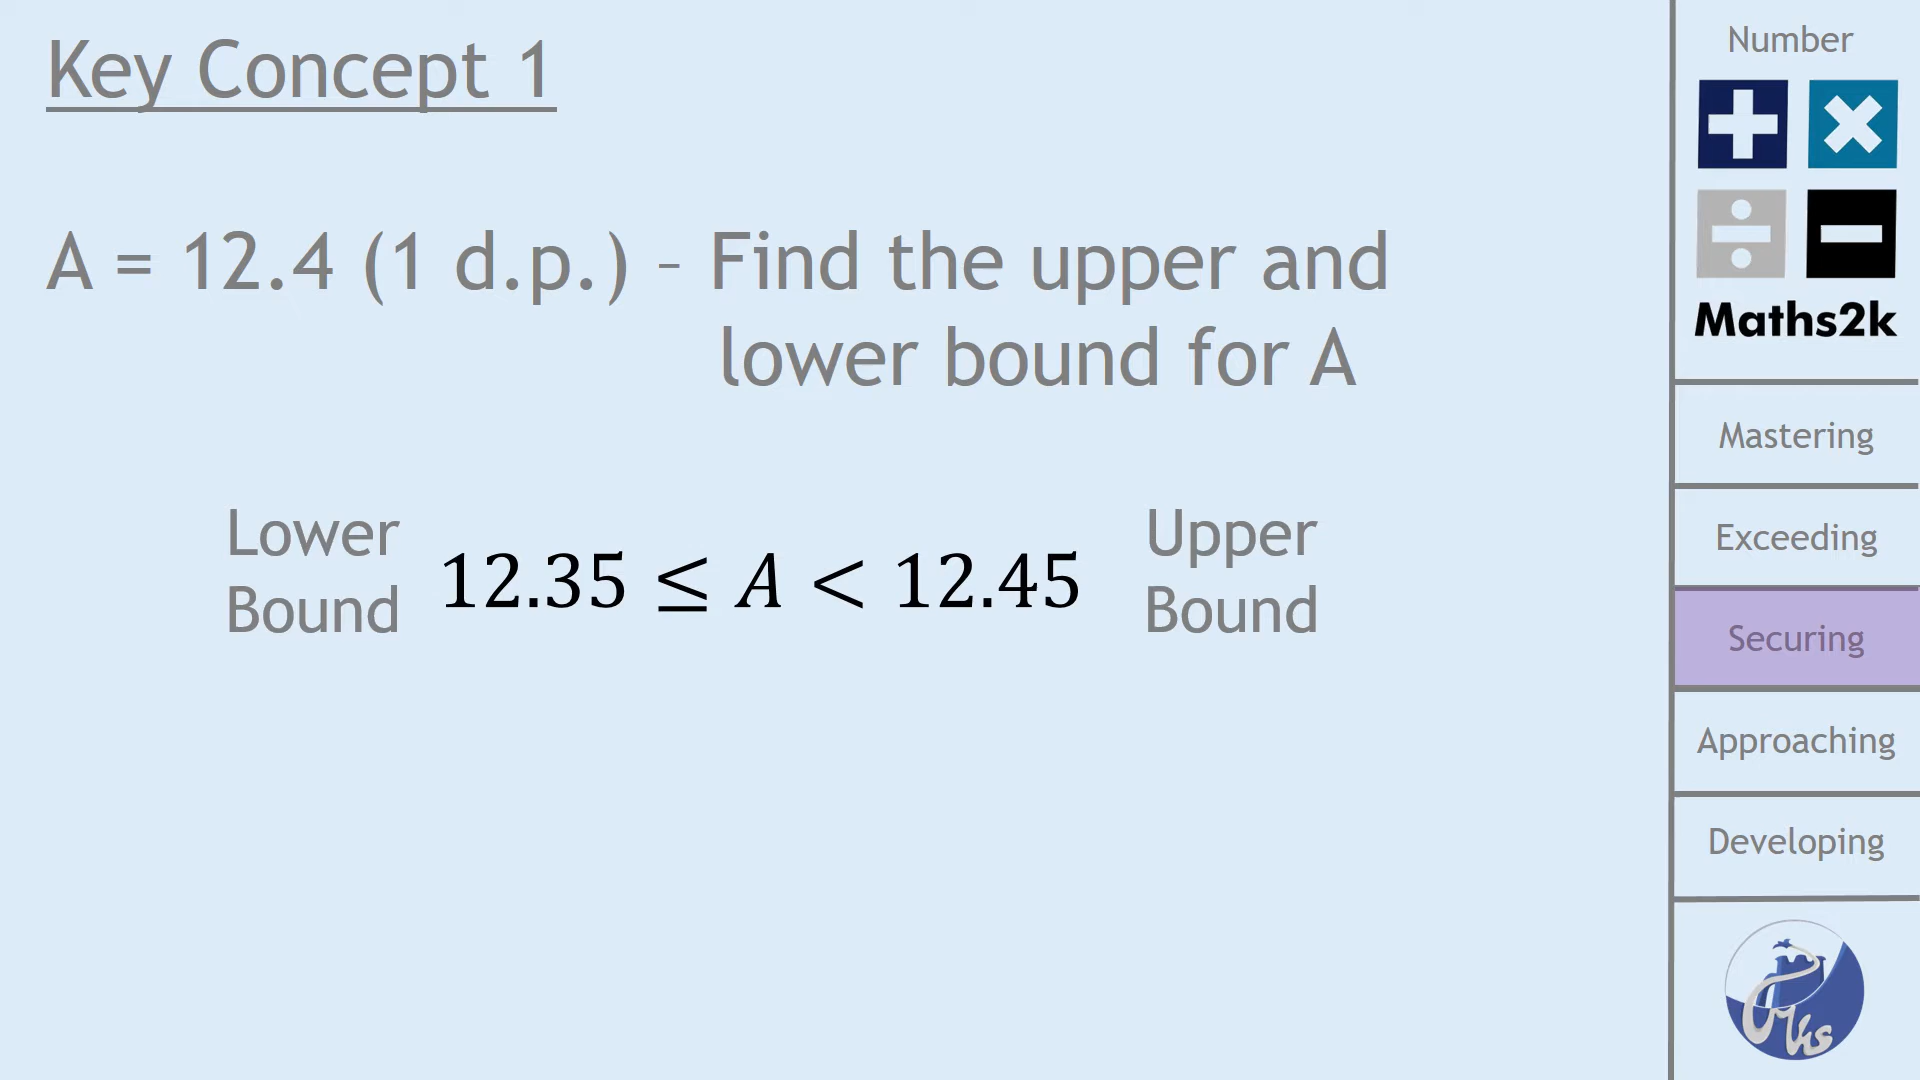 Key Concept 1
A = 12.4 (1 d.p.) – Find the upper and
lower bound for A
Lower
Bound
12.35 ≤ A < 12.45
Upper
Bound
Number
Maths2k
Mastering
Exceeding
Securing
Approaching
Developing